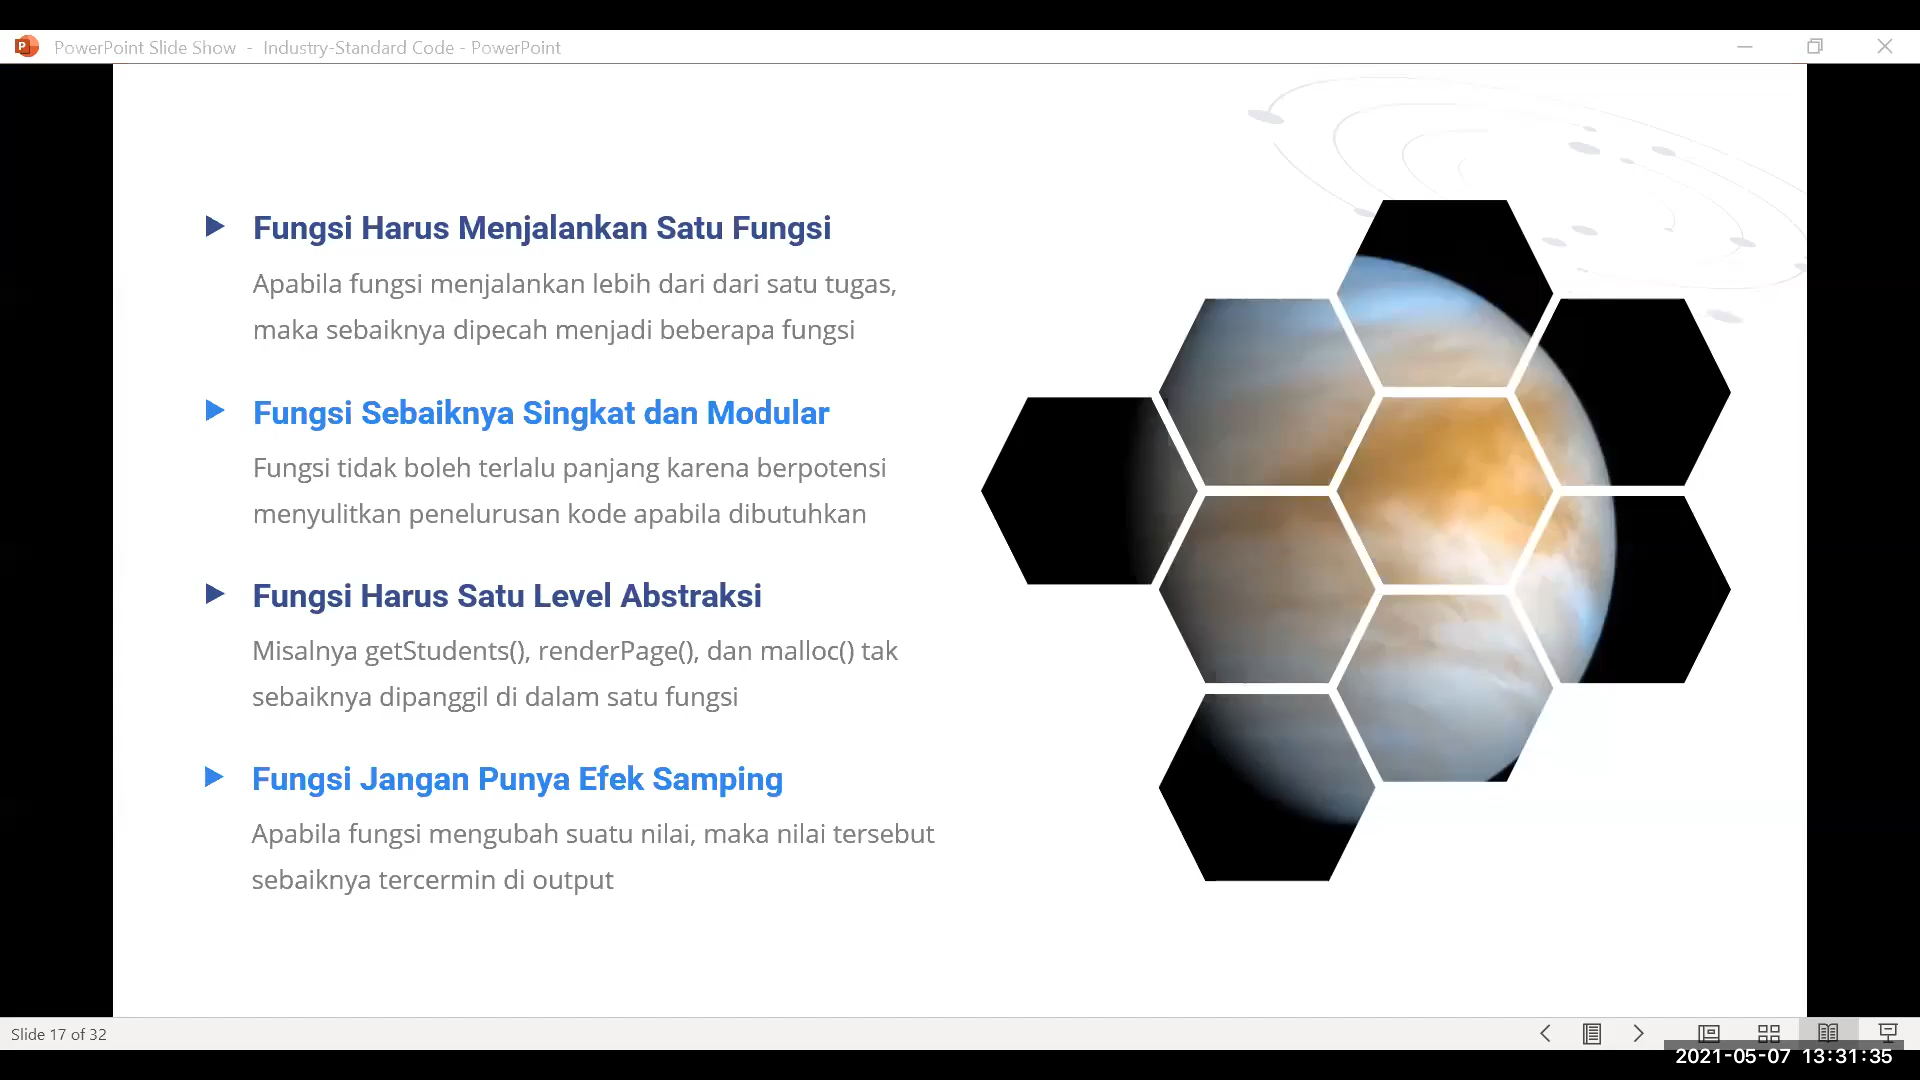 PowerPoint Slide Show - Industry-Standard Code - PowerPoint
Fungsi Harus Menjalankan Satu Fungsi
Apabila fungsi menjalankan lebih dari dari satu tugas,
maka sebaiknya dipecah menjadi beberapa fungsi
Fungsi Sebaiknya Singkat dan Modular
Fungsi tidak boleh terlalu panjang karena berpotensi
menyulitkan penelurusan kode apabila dibutuhkan
Fungsi Harus Satu Level Abstraksi
Misalnya getStudents(), renderPage(), dan malloc() tak
sebaiknya dipanggil di dalam satu fungsi
Fungsi Jangan Punya Efek Samping
Apabila fungsi mengubah suatu nilai, maka nilai tersebut
sebaiknya tercermin di output
Slide 17 of 32
2021-05-07 13:31:35